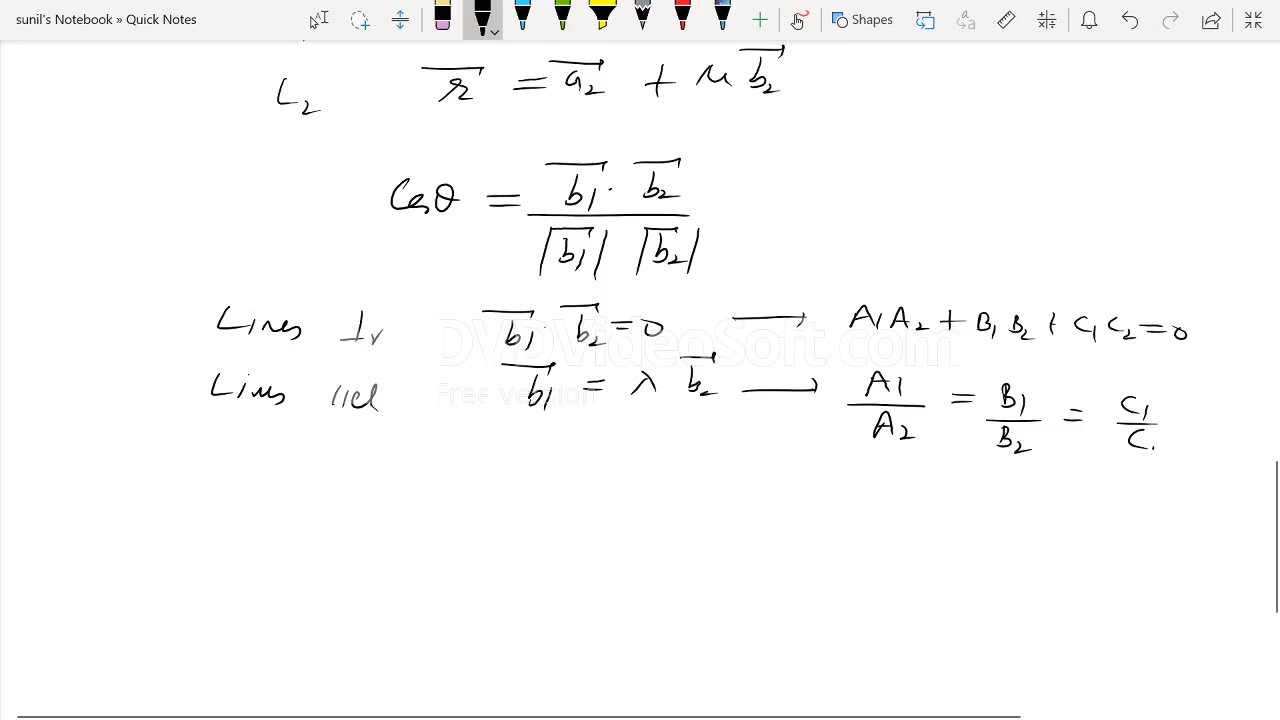 sunil's Notebook » Quick Notes
Shapes
L₂ r⃗ = a₂⃗ + μ b₂⃗
Cosθ = b₁⃗ · b₂⃗ / |b₁⃗| |b₂⃗|
Lines ⊥r b₁⃗ · b₂⃗ = 0 → A₁A₂ + B₁B₂ + C₁C₂ = 0
Lines ||el b₁⃗ = λ b₂⃗ → A₁/A₂ = B₁/B₂ = C₁/C.
DVDVideoSoft.com
Free version